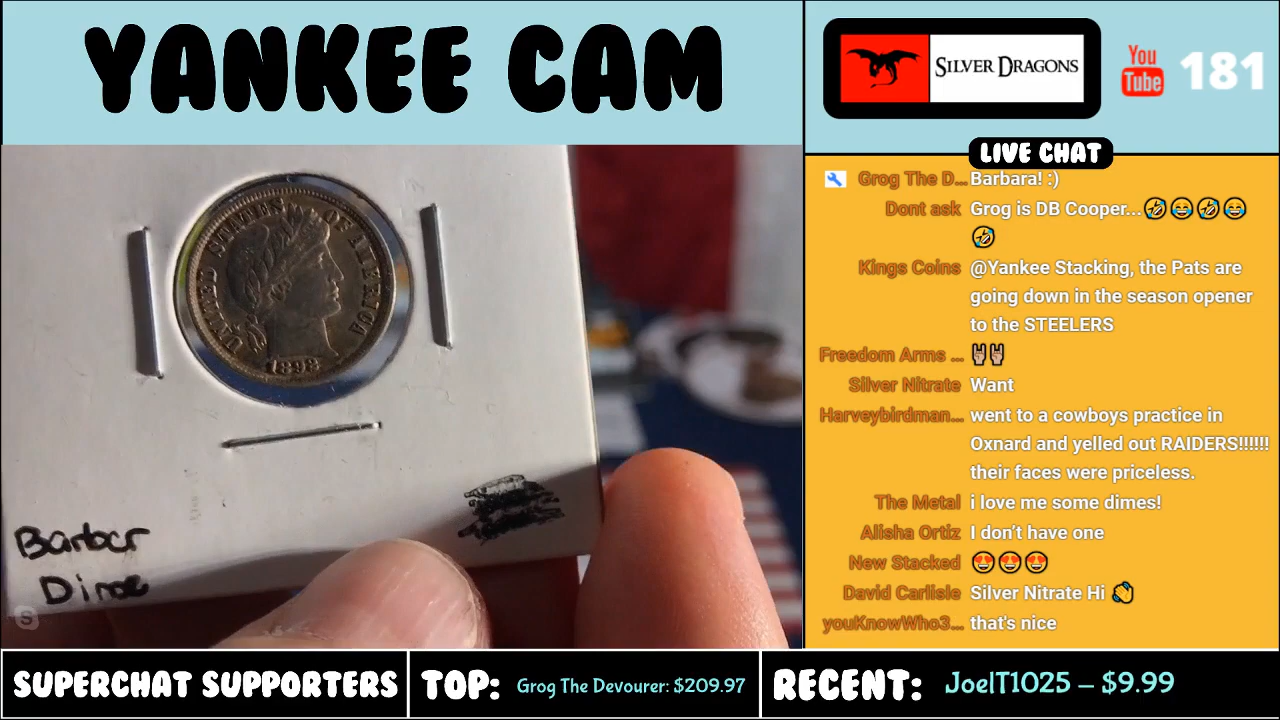 YANKEE CAM
UNITED STATES OF AMERICA
1898
Barber
Dime
SILVER DRAGONS
You
Tube
181
LIVE CHAT
Grog The D... Barbara! :)
Dont ask Grog is DB Cooper...🤣😂🤣😂
🤣
Kings Coins @Yankee Stacking, the Pats are
going down in the season opener
to the STEELERS
Freedom Arms ... 🤘🤘
Silver Nitrate Want
Harveybirdman... went to a cowboys practice in
Oxnard and yelled out RAIDERS!!!!!!
their faces were priceless.
The Metal i love me some dimes!
Alisha Ortiz I don't have one
New Stacked 😍😍😍
David Carlisle Silver Nitrate Hi 👋
youKnowWho3... that's nice
SUPERCHAT SUPPORTERS
TOP: Grog The Devourer: $209.97
RECENT: JoelT1025 – $9.99